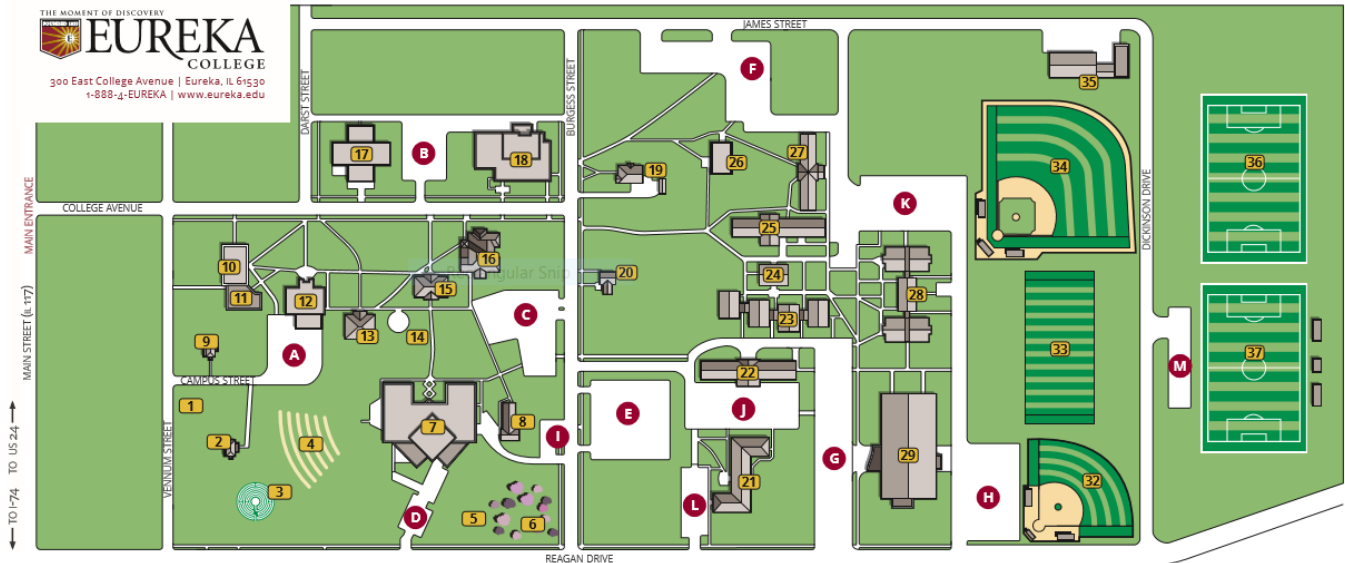 THE MOMENT OF DISCOVERY
FOUNDED 1855
E
EUREKA
COLLEGE
300 East College Avenue | Eureka, IL 61530
1-888-4-EUREKA | www.eureka.edu
JAMES STREET
DARST STREET
BURGESS STREET
DICKINSON DRIVE
MAIN ENTRANCE
COLLEGE AVENUE
MAIN STREET (IL 117)
CAMPUS STREET
VENNUM STREET
TO I-74 TO US 24
REAGAN DRIVE
Rectangular Snip
F
35
B
17
18
19
26
27
34
36
K
10
11
12
16
15
20
25
24
28
23
C
13
14
9
A
33
37
M
1
2
3
4
7
8
22
E
J
I
G
29
21
L
H
32
D
5
6